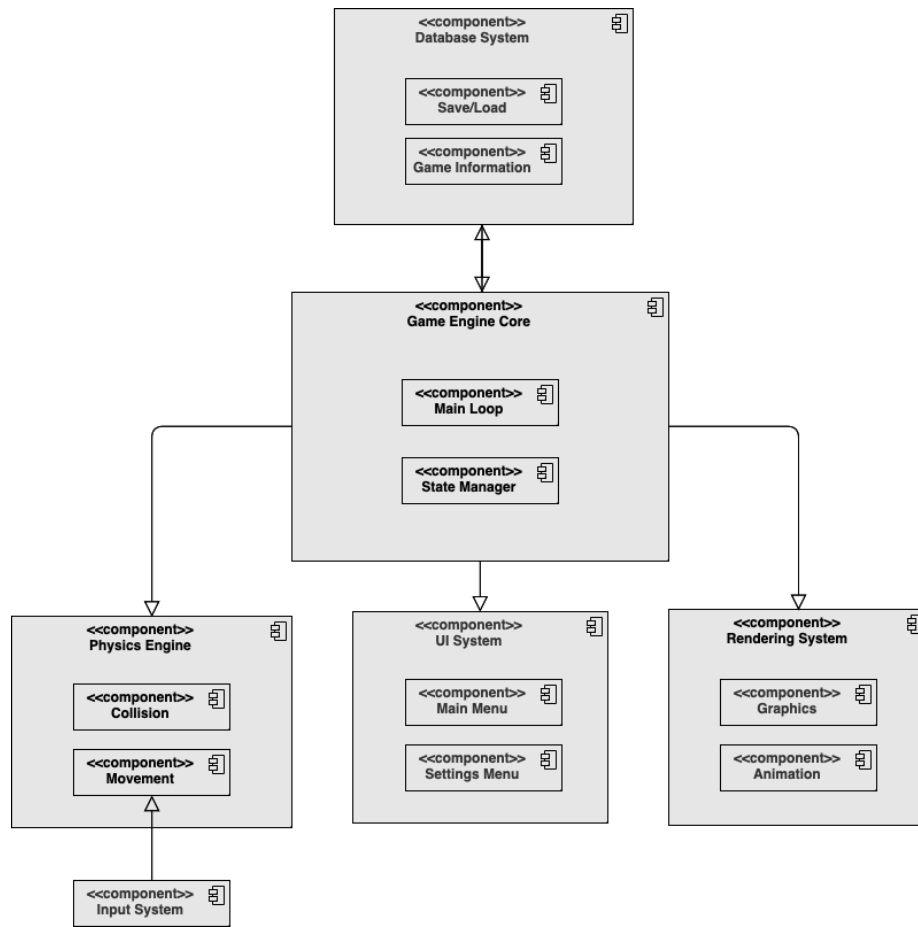 <<component>>
Database System
<<component>>
Save/Load
<<component>>
Game Information
<<component>>
Game Engine Core
<<component>>
Main Loop
<<component>>
State Manager
<<component>>
Physics Engine
<<component>>
Collision
<<component>>
Movement
<<component>>
Input System
<<component>>
UI System
<<component>>
Main Menu
<<component>>
Settings Menu
<<component>>
Rendering System
<<component>>
Graphics
<<component>>
Animation